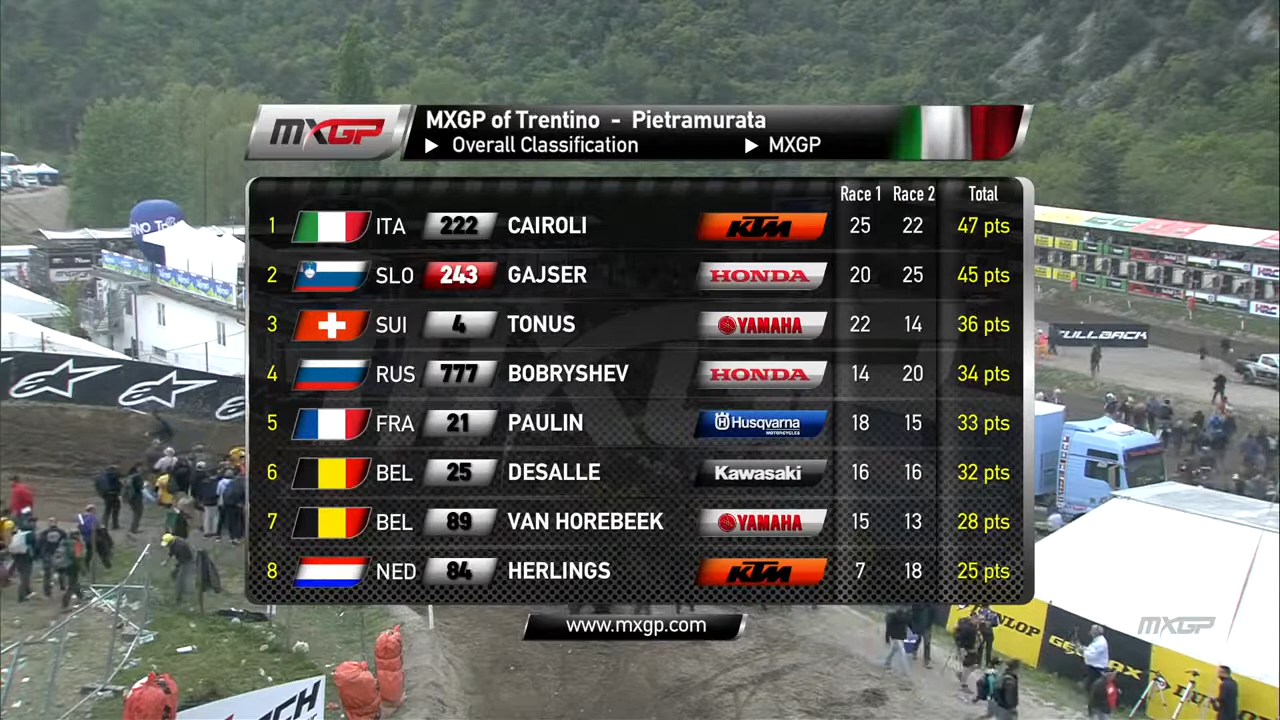 MXGP
MXGP of Trentino - Pietramurata
▶ Overall Classification ▶ MXGP
Race 1 Race 2 Total
1 ITA 222 CAIROLI KTM 25 22 47 pts
2 SLO 243 GAJSER HONDA 20 25 45 pts
3 SUI 4 TONUS YAMAHA 22 14 36 pts
4 RUS 777 BOBRYSHEV HONDA 14 20 34 pts
5 FRA 21 PAULIN Husqvarna MOTORCYCLES 18 15 33 pts
6 BEL 25 DESALLE Kawasaki 16 16 32 pts
7 BEL 89 VAN HOREBEEK YAMAHA 15 13 28 pts
8 NED 84 HERLINGS KTM 7 18 25 pts
www.mxgp.com
MXGP
FULLBACK
DUNLOP